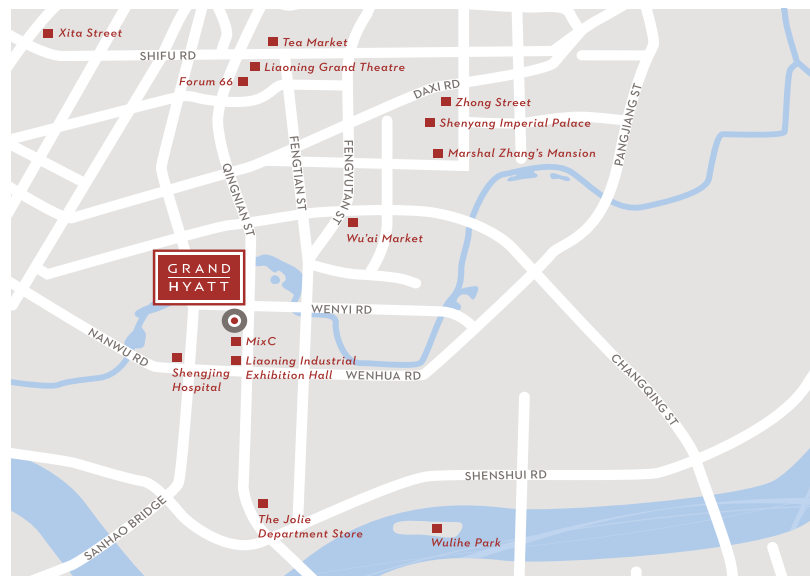 Xita Street
Tea Market
SHIFU RD
Liaoning Grand Theatre
Forum 66
DAXI RD
Zhong Street
Shenyang Imperial Palace
PANGJIANG ST
Marshal Zhang's Mansion
QINGNIAN ST
FENGTIAN ST
FENGYUTAN ST
Wu'ai Market
GRAND
HYATT
WENYI RD
NANWU RD
MixC
Liaoning Industrial
Exhibition Hall
Shengjing
Hospital
WENHUA RD
CHANGQING ST
SHENSHUI RD
SANHAO BRIDGE
The Jolie
Department Store
Wulihe Park